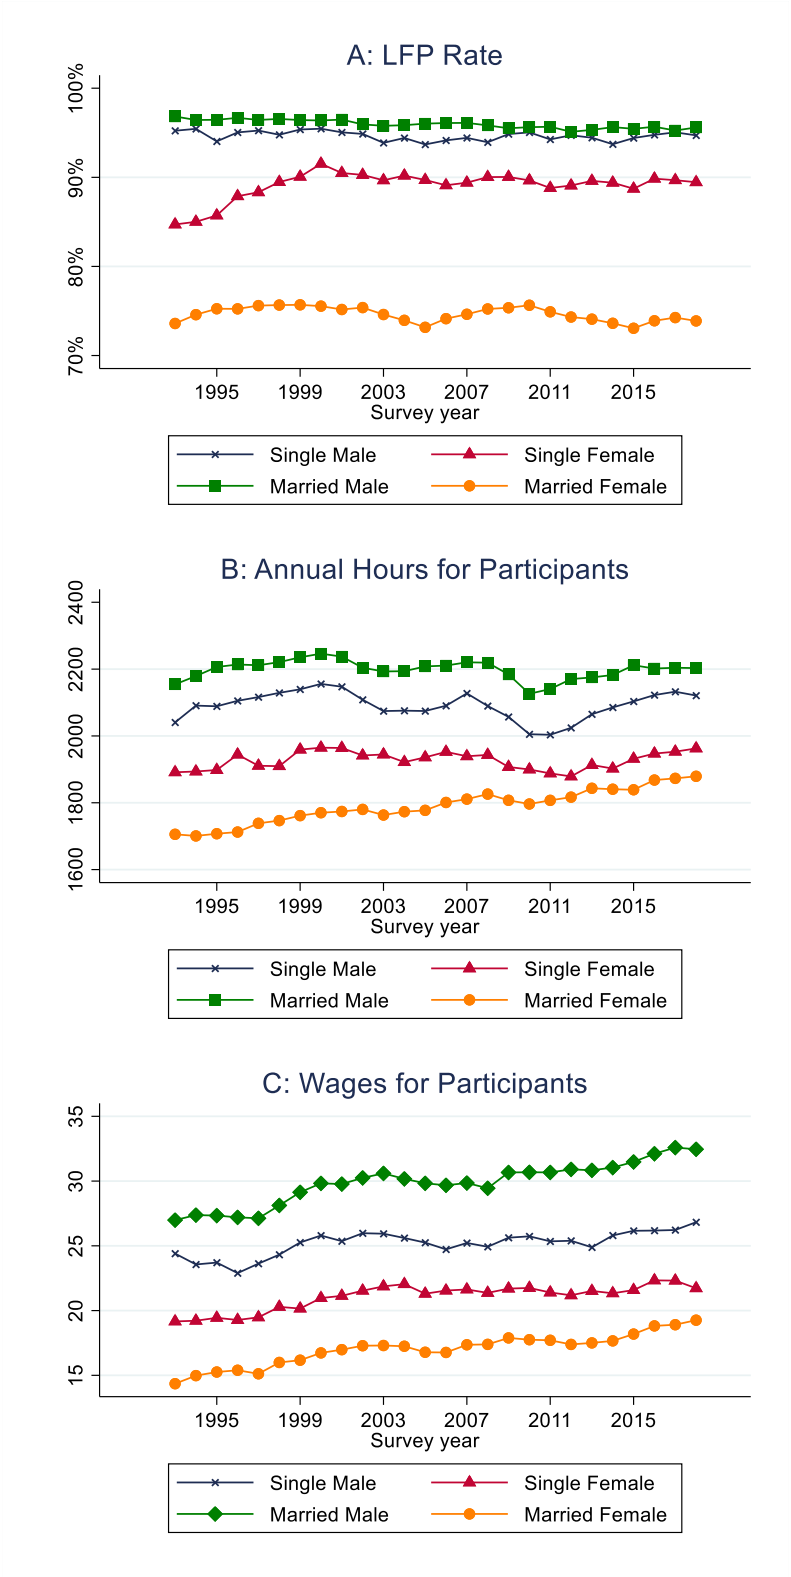 A: LFP Rate
100%
90%
80%
70%
1995 1999 2003 2007 2011 2015
Survey year
Single Male Single Female
Married Male Married Female
B: Annual Hours for Participants
2400
2200
2000
1800
1600
1995 1999 2003 2007 2011 2015
Survey year
Single Male Single Female
Married Male Married Female
C: Wages for Participants
35
30
25
20
15
1995 1999 2003 2007 2011 2015
Survey year
Single Male Single Female
Married Male Married Female